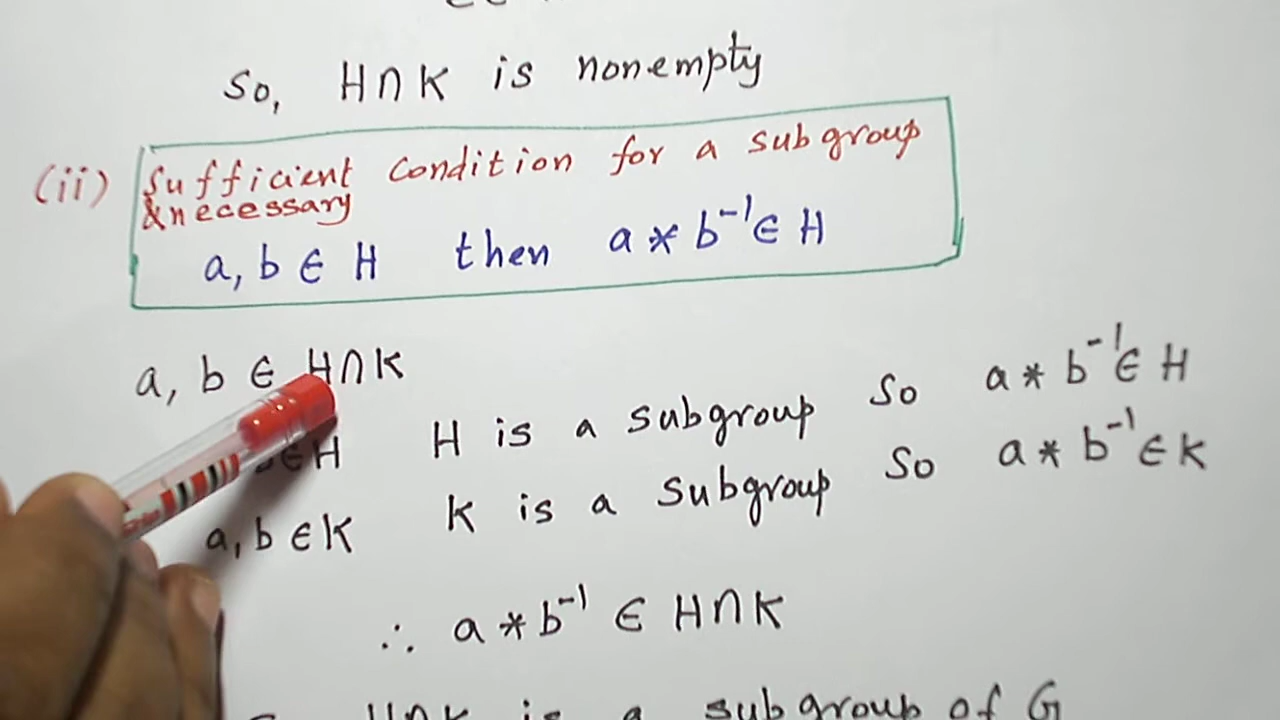 So, H∩K is nonempty
(ii) Sufficient Condition for a subgroup
&necessary
a, b ∈ H then a * b⁻¹ ∈ H
a, b ∈ H∩K
∈H H is a subgroup So a * b⁻¹ ∈ H
a, b ∈ K K is a Subgroup So a * b⁻¹ ∈ K
∴ a * b⁻¹ ∈ H∩K
H∩K is a subgroup of G